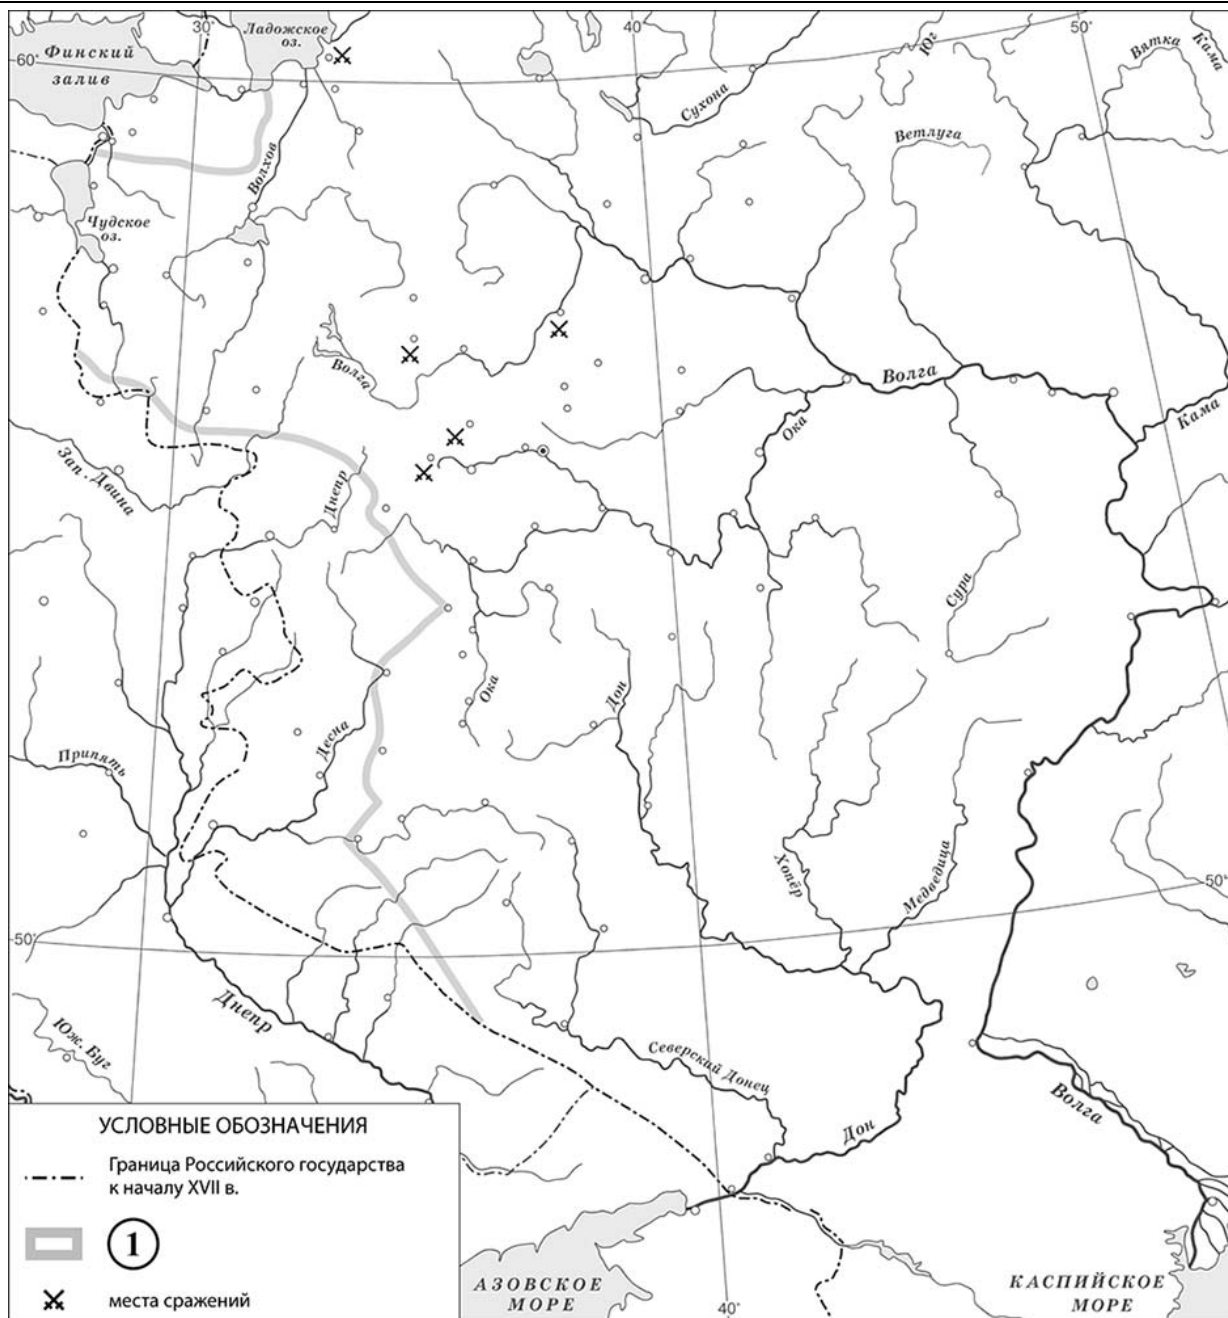 30°
40°
50°
Ладожское
оз.
Финский
залив
60°
Юг
Вятка
Кама
Сухона
Ветлуга
Волхов
Чудское
оз.
Волга
Волга
Кама
Ока
Зап. Двина
Днепр
Сура
Ока
Дон
Десна
Припять
Хопёр
Медведица
50°
50°
Днепр
Юж. Буг
Северский Донец
Дон
Волга
УСЛОВНЫЕ ОБОЗНАЧЕНИЯ
Граница Российского государства
к началу XVII в.
1
места сражений
АЗОВСКОЕ
МОРЕ
КАСПИЙСКОЕ
МОРЕ
40°